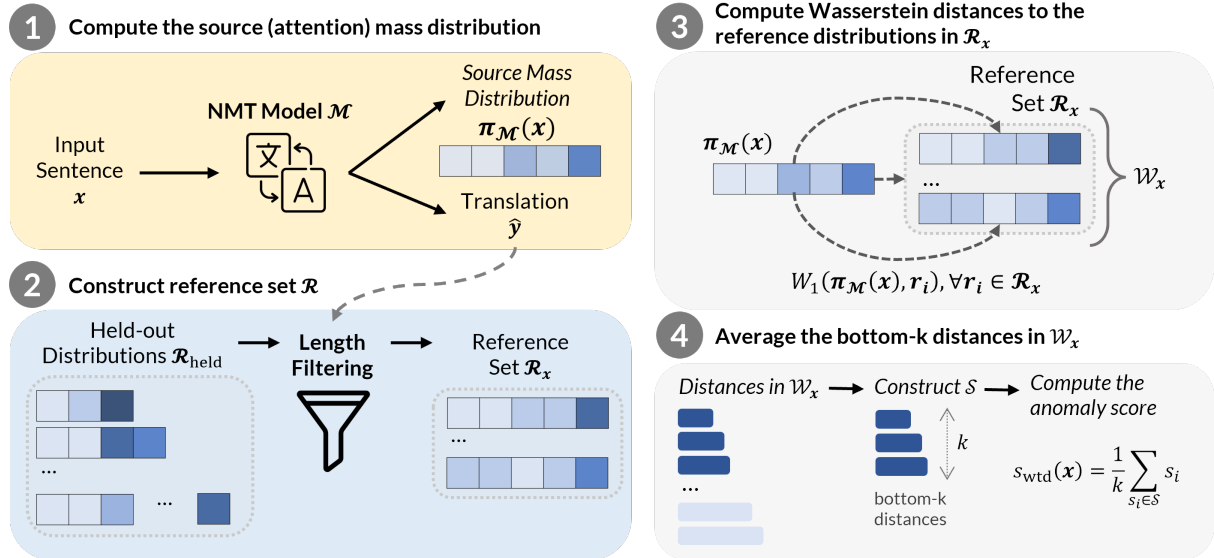 1 Compute the source (attention) mass distribution
Input
Sentence
x
NMT Model ℳ
文
A
Source Mass
Distribution
π_ℳ(x)
Translation
ŷ
2 Construct reference set ℛ
Held-out
Distributions ℛ_held
...
...
Length
Filtering
Reference
Set ℛ_x
...
3 Compute Wasserstein distances to the
reference distributions in ℛ_x
π_ℳ(x)
Reference
Set ℛ_x
...
𝒲_x
W₁(π_ℳ(x), r_i), ∀r_i ∈ ℛ_x
4 Average the bottom-k distances in 𝒲_x
Distances in 𝒲_x
...
Construct 𝒮
k
bottom-k
distances
Compute the
anomaly score
s_wtd(x) = 1/k ∑_{s_i∈𝒮} s_i